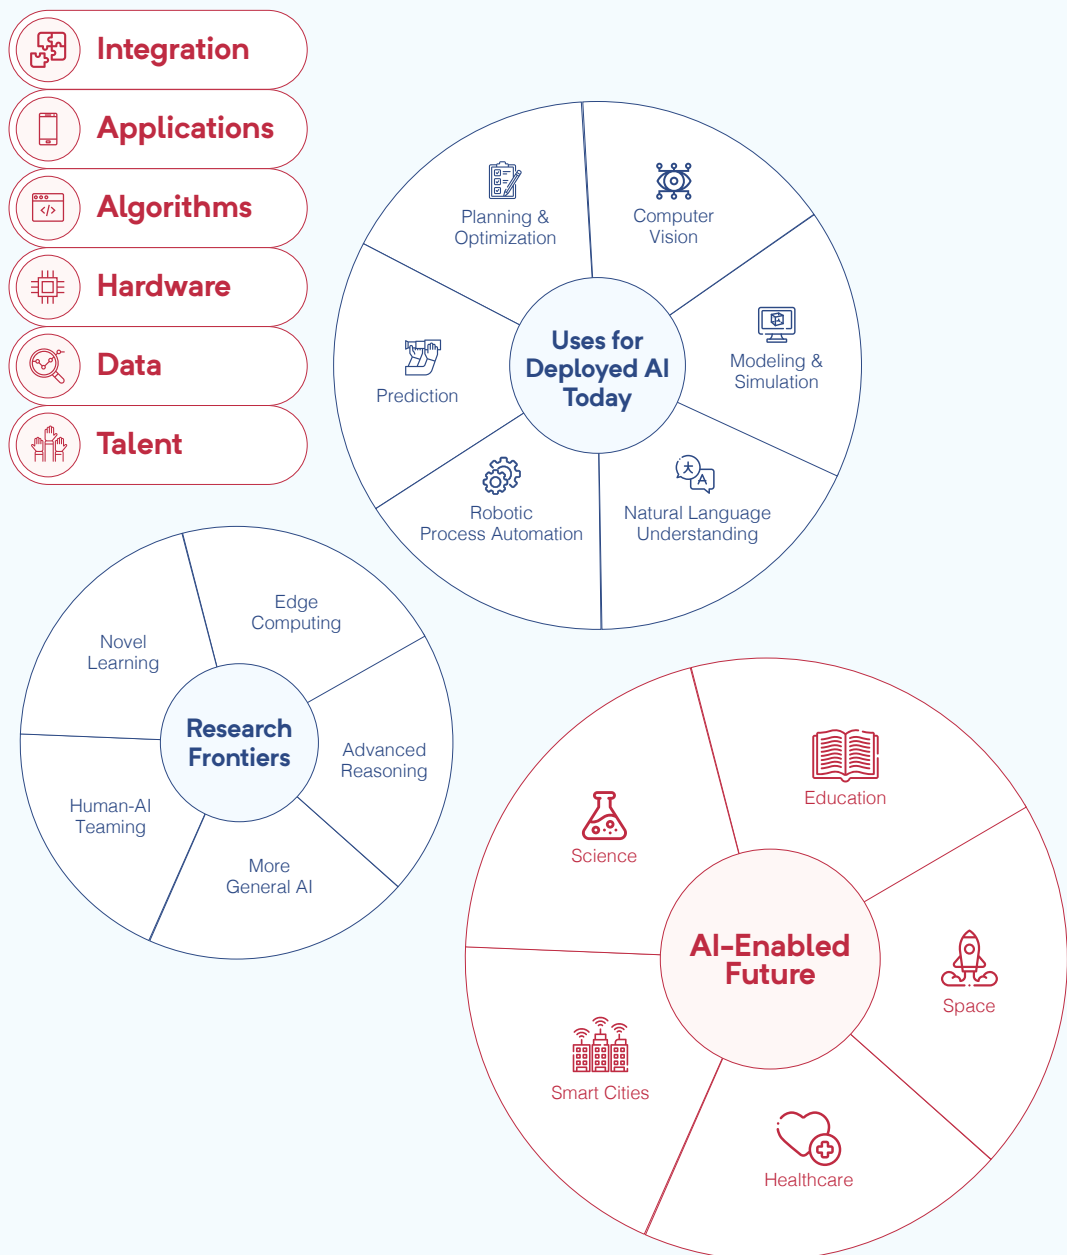 Integration
Applications
Algorithms
Hardware
Data
Talent
Uses for
Deployed AI
Today
Planning &
Optimization
Computer
Vision
Modeling &
Simulation
Natural Language
Understanding
Robotic
Process Automation
Prediction
Research
Frontiers
Novel
Learning
Edge
Computing
Advanced
Reasoning
More
General AI
Human-AI
Teaming
AI-Enabled
Future
Science
Education
Space
Healthcare
Smart Cities